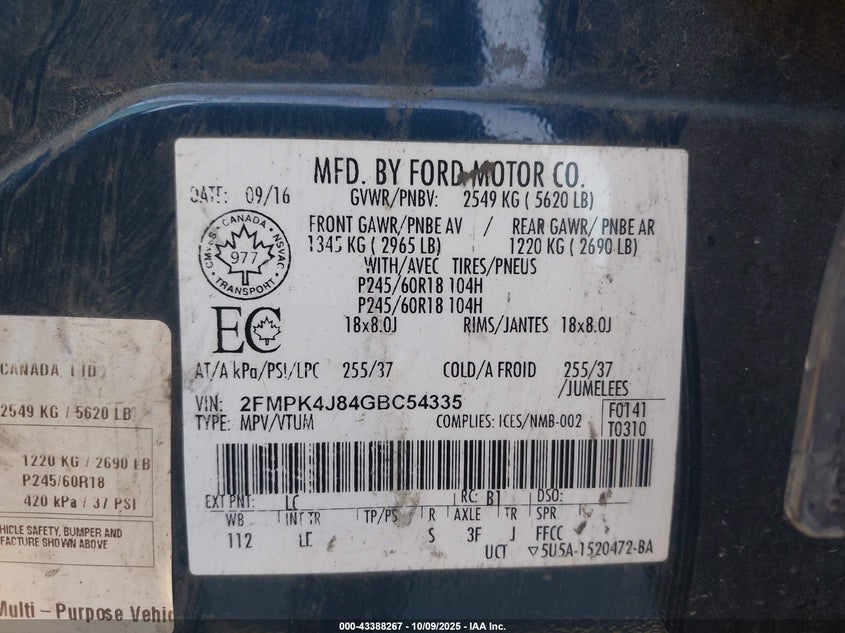 MFD. BY FORD MOTOR CO.
DATE: 09/16
GVWR/PNBV: 2549 KG ( 5620 LB)
FRONT GAWR/PNBE AV / REAR GAWR/ PNBE AR
1345 KG ( 2965 LB) 1220 KG ( 2690 LB)
WITH/AVEC TIRES/PNEUS
P245/60R18 104H
P245/60R18 104H
18x8.0J RIMS/JANTES 18x8.0J
CANADA
977
TRANSPORT
NSVAC
EC
AT/A kPa/PSI/LPC 255/37 COLD/A FROID 255/37
/JUMELEES
VIN: 2FMPK4J84GBC54335
TYPE: MPV/VTUM COMPLIES: ICES/NMB-002
F0141
T0310
EXT PNT: LC RC: B1 DSO:
WB INT TR TP/PS R AXLE TR SPR
112 LE S 3F J FFCC
UCT ▽5U5A-1520472-BA
CANADA, LTD
2549 KG / 5620 LB
1220 KG / 2690 LB
P245/60R18
420 kPa / 37 PSI
HICLE SAFETY, BUMPER AND
FACTURE SHOWN ABOVE
Multi - Purpose Vehic
000-43388267 - 10/09/2025 - IAA Inc.